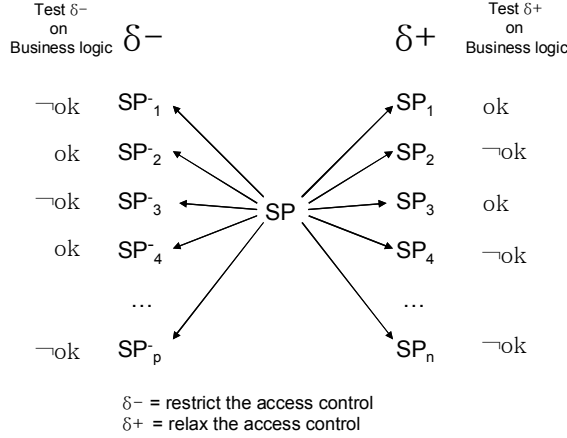 Test δ−
on
Business logic
δ−
δ+
Test δ+
on
Business logic
¬ok SP⁻₁ SP₁ ok
ok SP⁻₂ SP₂ ¬ok
¬ok SP⁻₃ SP SP₃ ok
ok SP⁻₄ SP₄ ¬ok
... ...
¬ok SP⁻ₚ SPₙ ¬ok
δ− = restrict the access control
δ+ = relax the access control